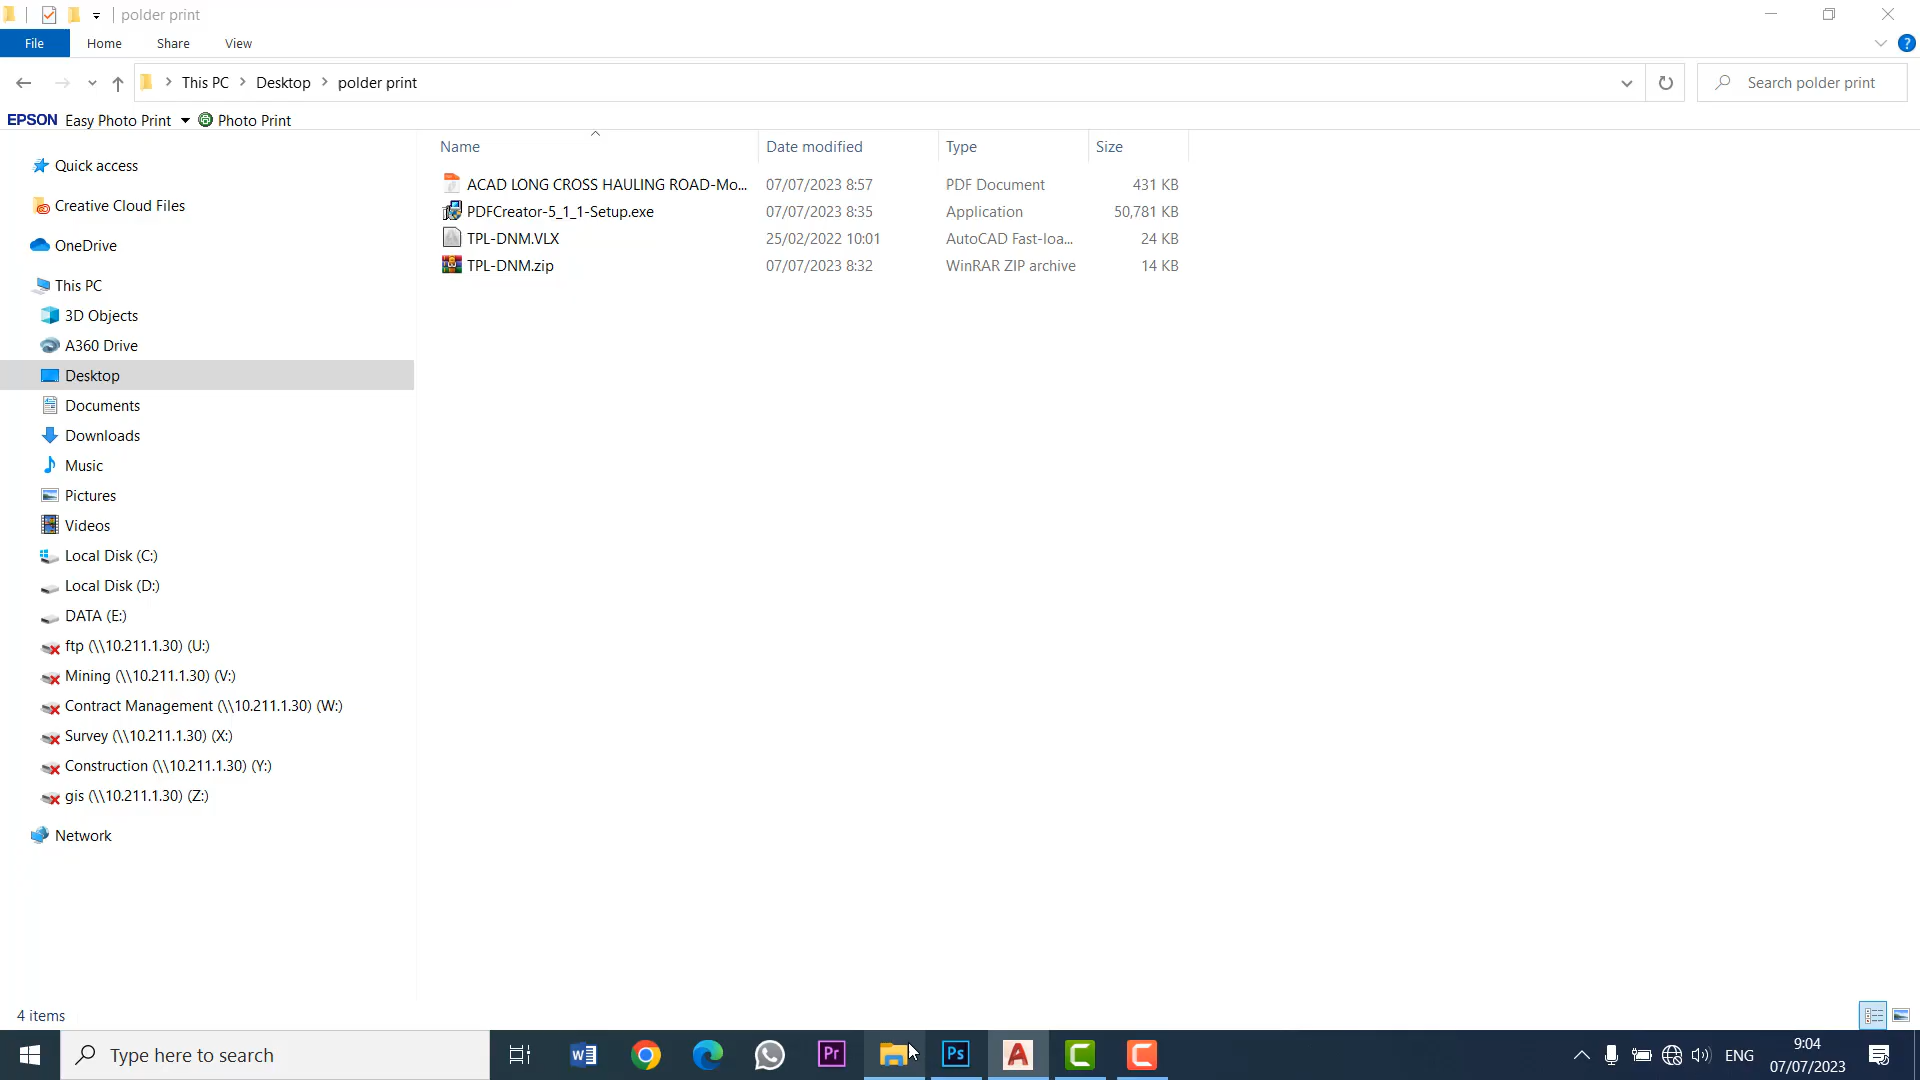 polder print
File Home Share View
This PC Desktop polder print Search polder print
EPSON Easy Photo Print Photo Print
Name Date modified Type Size
ACAD LONG CROSS HAULING ROAD-Mo... 07/07/2023 8:57 PDF Document 431 KB
PDFCreator-5_1_1-Setup.exe 07/07/2023 8:35 Application 50,781 KB
TPL-DNM.VLX 25/02/2022 10:01 AutoCAD Fast-loa... 24 KB
TPL-DNM.zip 07/07/2023 8:32 WinRAR ZIP archive 14 KB
Quick access
Creative Cloud Files
OneDrive
This PC
3D Objects
A360 Drive
Desktop
Documents
Downloads
Music
Pictures
Videos
Local Disk (C:)
Local Disk (D:)
DATA (E:)
ftp (\\10.211.1.30) (U:)
Mining (\\10.211.1.30) (V:)
Contract Management (\\10.211.1.30) (W:)
Survey (\\10.211.1.30) (X:)
Construction (\\10.211.1.30) (Y:)
gis (\\10.211.1.30) (Z:)
Network
4 items
Type here to search
Pr
Ps
ENG
9:04
07/07/2023